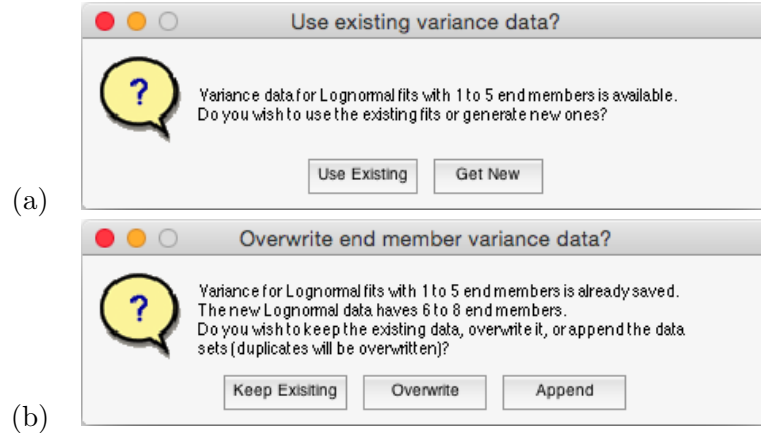 Use existing variance data?
?
Variance data for Lognormal fits with 1 to 5 end members is available.
Do you wish to use the existing fits or generate new ones?
Use Existing Get New
(a)
Overwrite end member variance data?
?
Variance for Lognormal fits with 1 to 5 end members is already saved.
The new Lognormal data haves 6 to 8 end members.
Do you wish to keep the existing data, overwrite it, or append the data
sets (duplicates will be overwritten)?
Keep Exisiting Overwrite Append
(b)